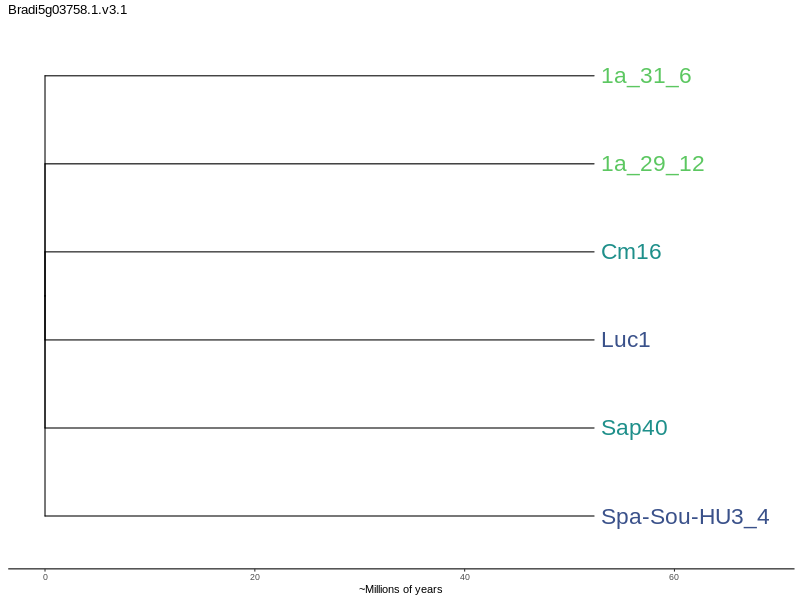 Bradi5g03758.1.v3.1
1a_31_6
1a_29_12
Cm16
Luc1
Sap40
Spa-Sou-HU3_4
0 20 40 60
~Millions of years